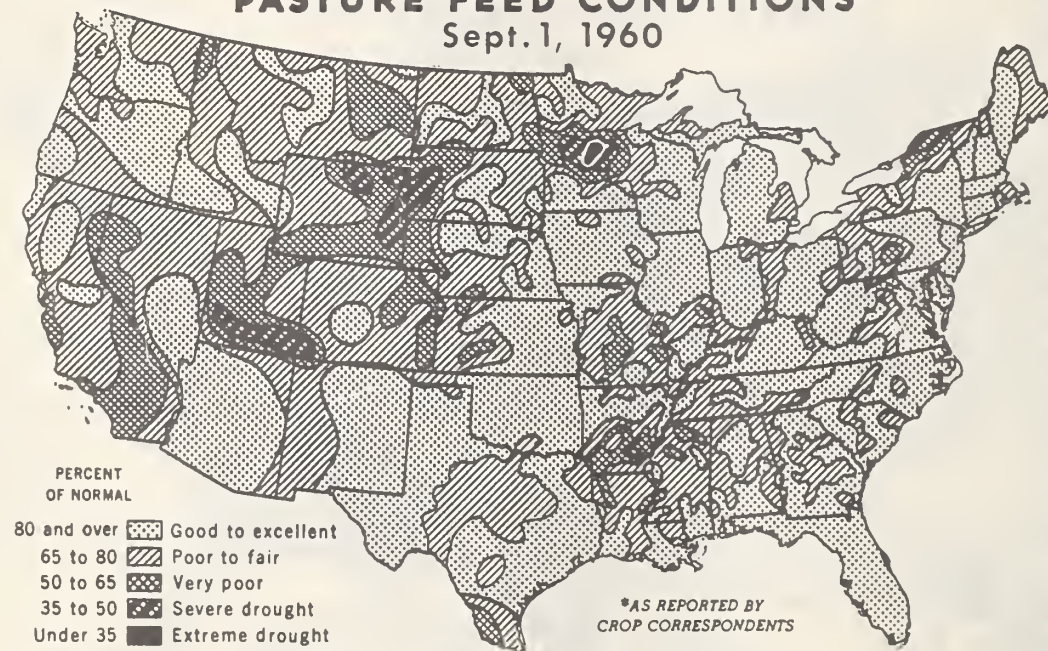 PASTURE FEED CONDITIONS
Sept. 1, 1960
PERCENT
OF NORMAL
80 and over Good to excellent
65 to 80 Poor to fair
50 to 65 Very poor
35 to 50 Severe drought
Under 35 Extreme drought
*AS REPORTED BY
CROP CORRESPONDENTS